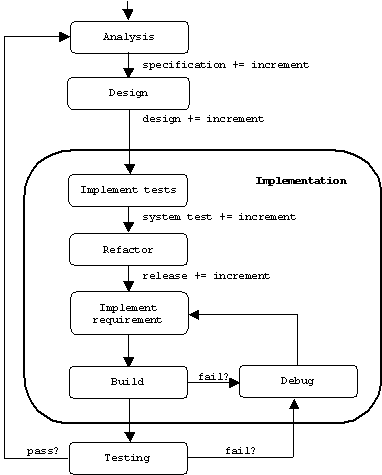 Analysis
specification += increment
Design
design += increment
Implementation
Implement tests
system test += increment
Refactor
release += increment
Implement
requirement
Build
fail?
Debug
pass?
Testing
fail?